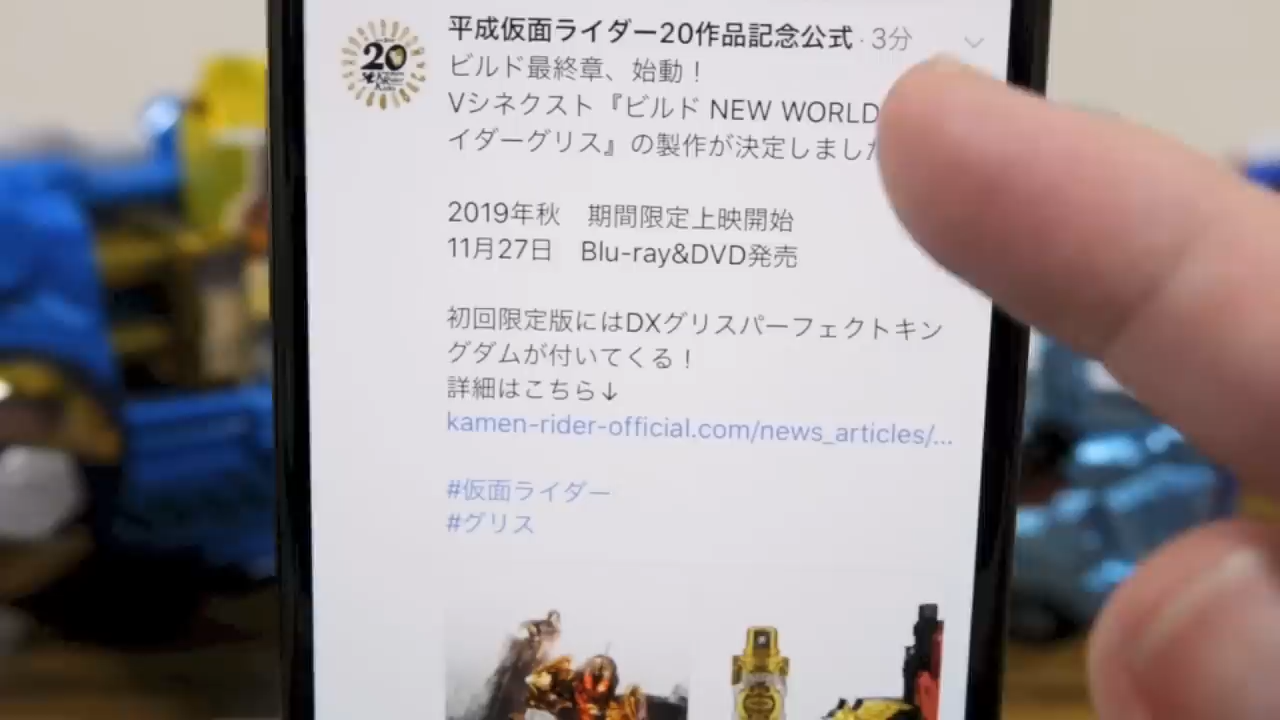 平成仮面ライダー20作品記念公式 · 3分
ビルド最終章、始動！
Vシネクスト『ビルド NEW WORLD
イダーグリス』の製作が決定しまし
2019年秋　期間限定上映開始
11月27日　Blu-ray&DVD発売
初回限定版にはDXグリスパーフェクトキン
グダムが付いてくる！
詳細はこちら↓
kamen-rider-official.com/news_articles/...
#仮面ライダー
#グリス
20